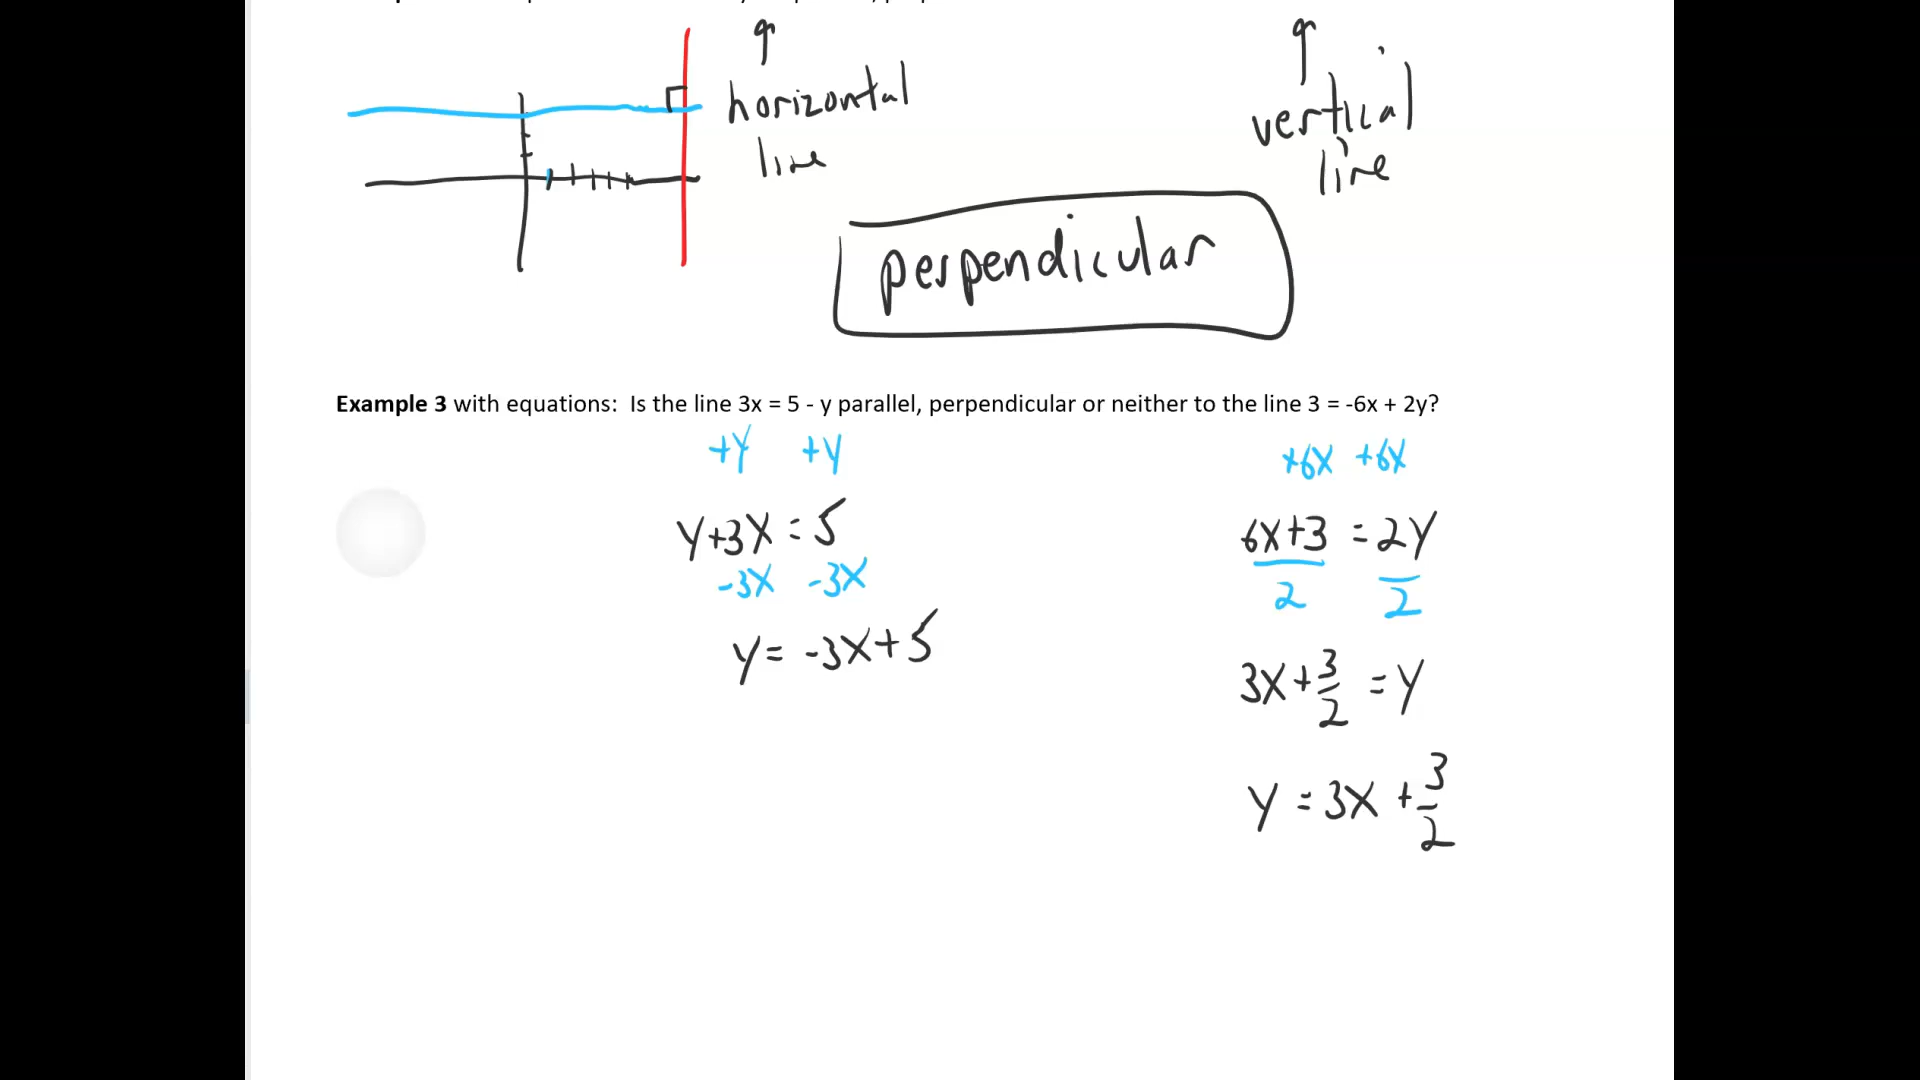 horizontal
line
vertical
line
perpendicular
Example 3 with equations: Is the line 3x = 5 - y parallel, perpendicular or neither to the line 3 = -6x + 2y?
+y +y
y+3x = 5
-3x -3x
y = -3x+5
+6x +6x
6x+3 = 2y
2 2
3x+3/2 = y
y = 3x + 3/2